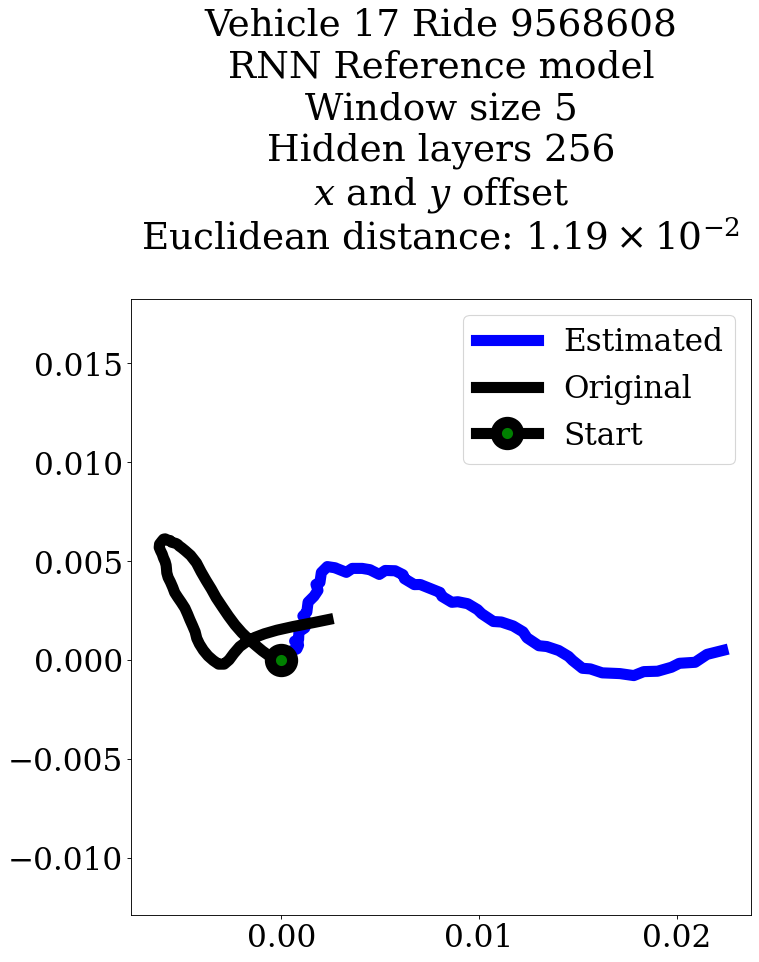 Vehicle 17 Ride 9568608
RNN Reference model
Window size 5
Hidden layers 256
x and y offset
Euclidean distance: 1.19 × 10⁻²
Estimated
Original
Start
0.015
0.010
0.005
0.000
−0.005
−0.010
0.00 0.01 0.02